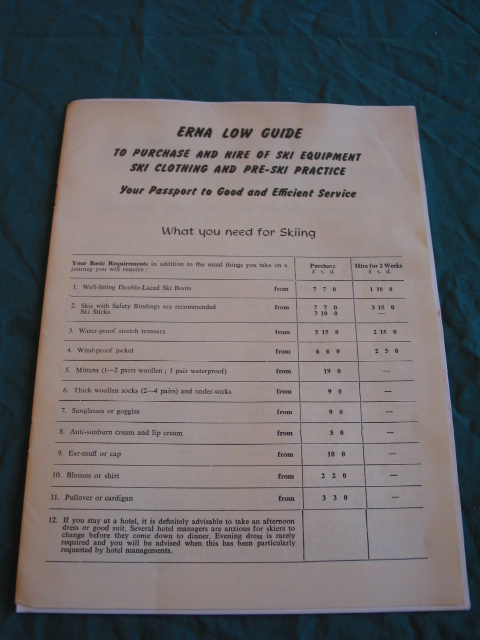 ERNA LOW GUIDE
TO PURCHASE AND HIRE OF SKI EQUIPMENT
SKI CLOTHING AND PRE-SKI PRACTICE
Your Passport to Good and Efficient Service
What you need for Skiing
Your Basic Requirements in addition to the usual things you take on a journey you will require : Purchase £ s. d. Hire for 2 Weeks £ s. d.
1. Well-fitting Double-Laced Ski Boots from 7 7 0 1 10 0
2. Skis with Safety Bindings are recommended from 7 7 0 3 15 0
Ski Sticks 2 10 0 —
3. Water-proof stretch trousers from 5 15 0 2 15 0
4. Wind-proof jacket from 6 6 0 2 5 0
5. Mittens (1—2 pairs woollen ; 1 pair waterproof) from 19 0 —
6. Thick woollen socks (2—4 pairs) and under-socks from 9 0 —
7. Sunglasses or goggles from 9 0 —
8. Anti-sunburn cream and lip cream from 3 0 —
9. Ear-muff or cap from 10 0 —
10. Blouses or shirt from 2 2 0 —
11. Pullover or cardigan from 3 3 0 —
12. If you stay at a hotel, it is definitely advisable to take an afternoon
dress or good suit. Several hotel managers are anxious for skiers to
change before they come down to dinner. Evening dress is rarely
required and you will be advised when this has been particularly
requested by hotel managements.